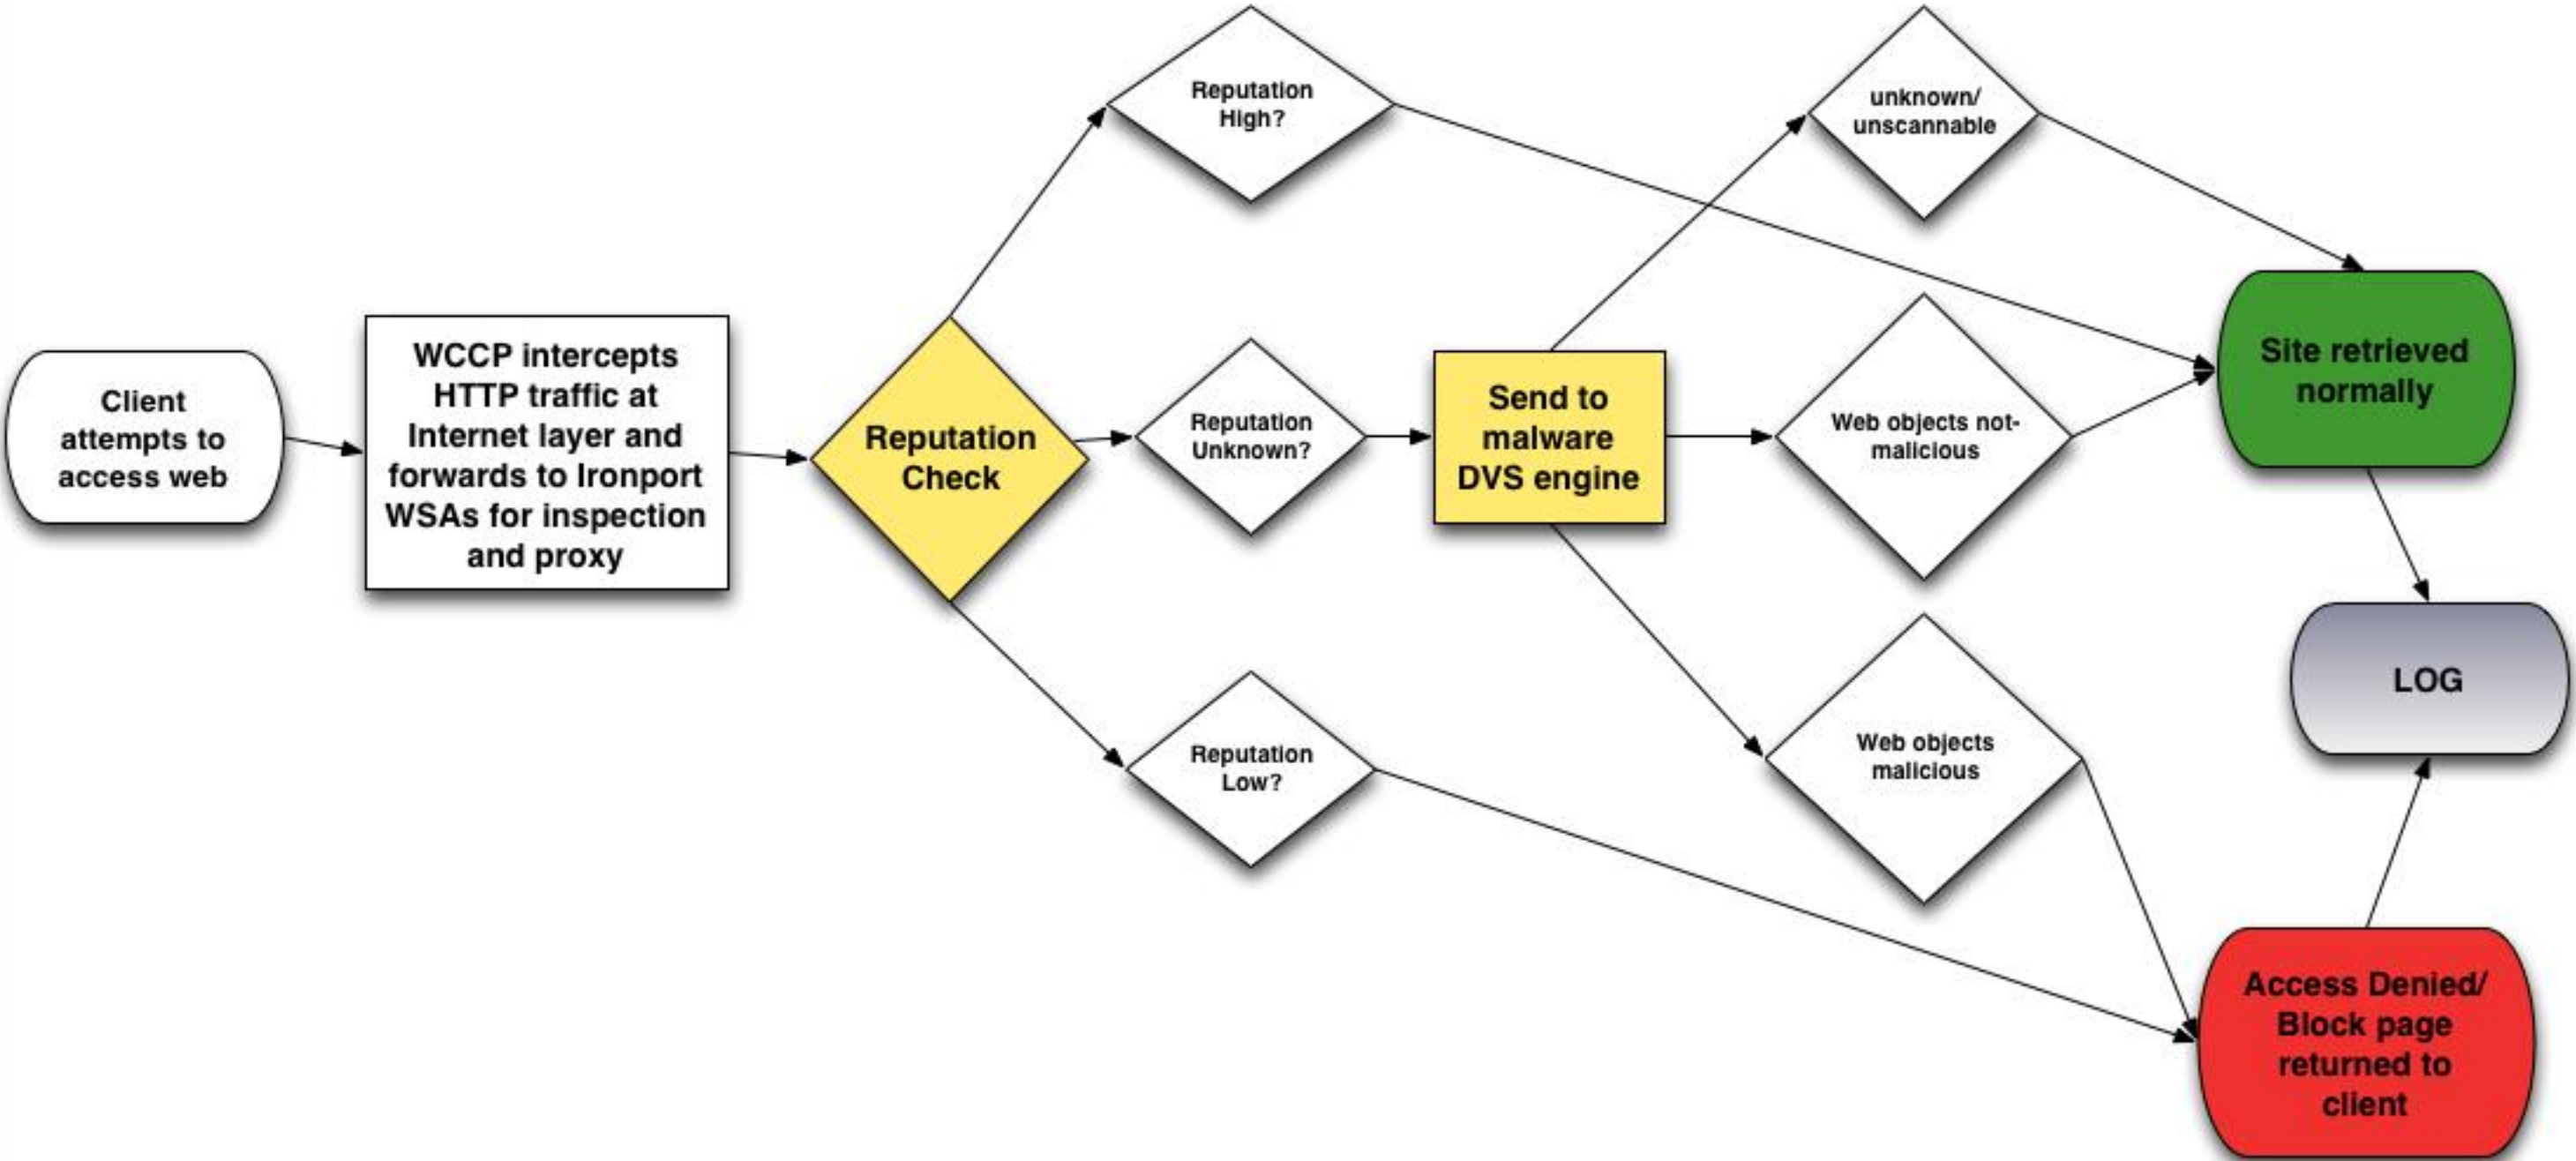 Client
attempts to
access web
WCCP intercepts
HTTP traffic at
Internet layer and
forwards to Ironport
WSAs for inspection
and proxy
Reputation
Check
Reputation
High?
Reputation
Unknown?
Reputation
Low?
Send to
malware
DVS engine
unknown/
unscannable
Web objects not-
malicious
Web objects
malicious
Site retrieved
normally
LOG
Access Denied/
Block page
returned to
client